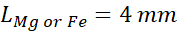 L_{Mg or Fe} = 4 mm